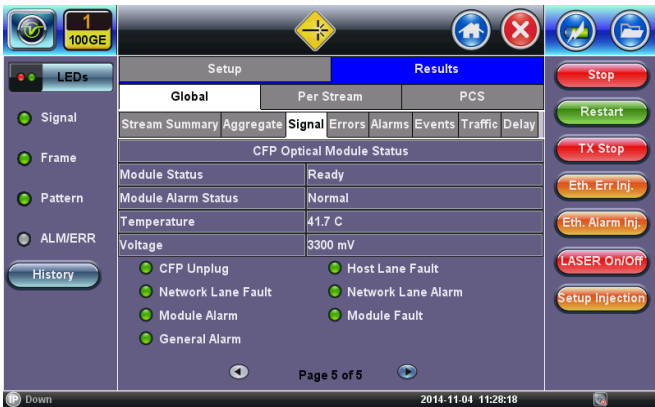 1
100GE
LEDs
Signal
Frame
Pattern
ALM/ERR
History
Setup Results
Global Per Stream PCS
Stream Summary Aggregate Signal Errors Alarms Events Traffic Delay
CFP Optical Module Status
Module Status Ready
Module Alarm Status Normal
Temperature 41.7 C
Voltage 3300 mV
CFP Unplug Host Lane Fault
Network Lane Fault Network Lane Alarm
Module Alarm Module Fault
General Alarm
Page 5 of 5
Stop
Restart
TX Stop
Eth. Err Inj.
Eth. Alarm Inj.
LASER On/Off
Setup Injection
IP Down 2014-11-04 11:28:18